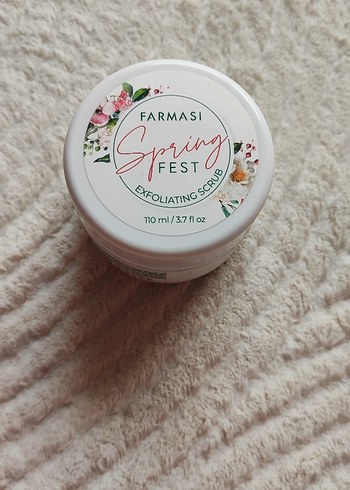 FARMASI
Spring
FEST
EXFOLIATING SCRUB
110 ml / 3.7 fl oz